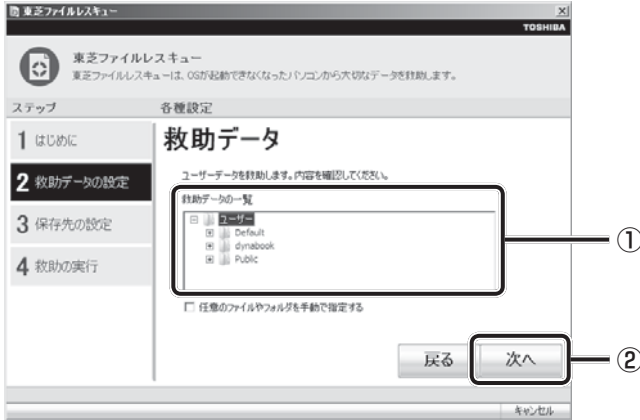 東芝ファイルレスキュー
TOSHIBA
東芝ファイルレスキュー
東芝ファイルレスキューは、OSが起動できなくなったパソコンから大切なデータを救助します。
ステップ
各種設定
1 はじめに
2 救助データの設定
3 保存先の設定
4 救助の実行
救助データ
ユーザーデータを救助します。内容を確認してください。
救助データの一覧
ユーザー
Default
dynabook
Public
①
任意のファイルやフォルダを手動で指定する
戻る
次へ
②
キャンセル